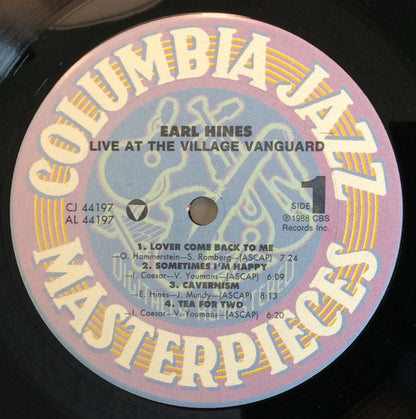 COLUMBIA JAZZ
EARL HINES
LIVE AT THE VILLAGE VANGUARD
CJ 44197
AL 44197
SIDE 1
℗1988 CBS
Records Inc.
1. LOVER COME BACK TO ME
O. Hammerstein—S. Romberg—(ASCAP) 7:24
2. SOMETIMES I'M HAPPY
I. Caesar—V. Youmans—(ASCAP) 6:09
3. CAVERNISM
E. Hines—J. Mundy—(ASCAP) 8:13
4. TEA FOR TWO
I. Caesar—V. Youmans—(ASCAP) 6:20
MASTERPIECES